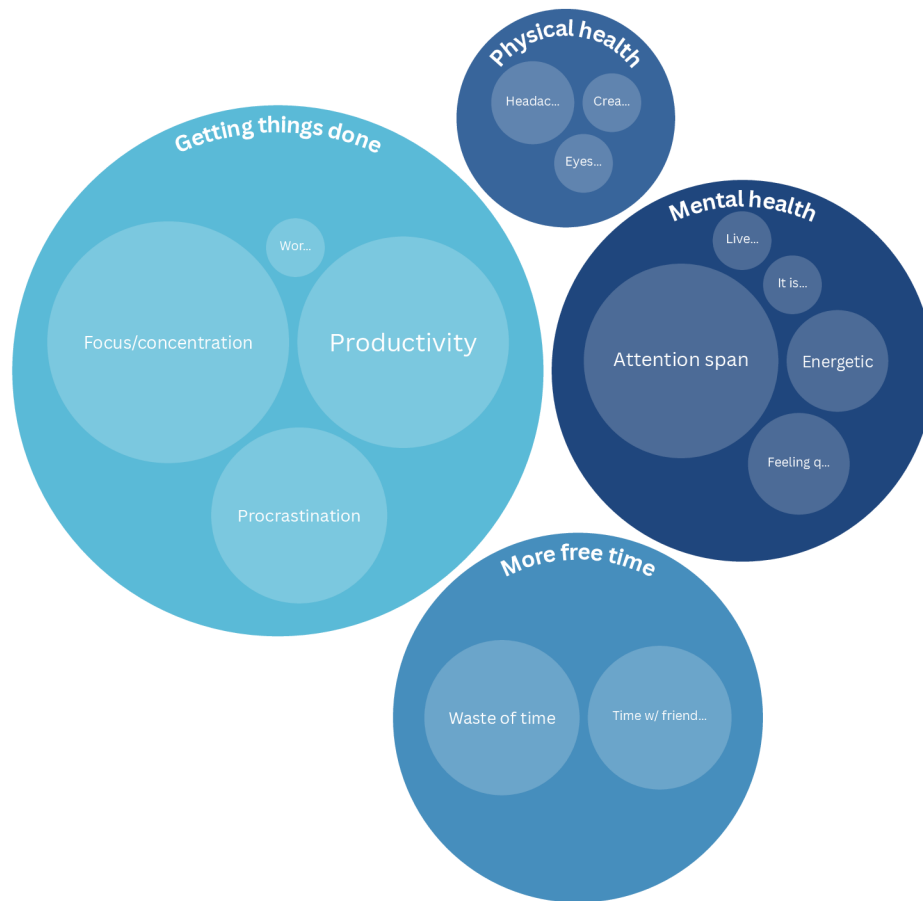 Physical health
Headac...
Crea...
Eyes...
Getting things done
Wor...
Focus/concentration
Productivity
Procrastination
Mental health
Live...
It is...
Attention span
Energetic
Feeling q...
More free time
Waste of time
Time w/ friend...